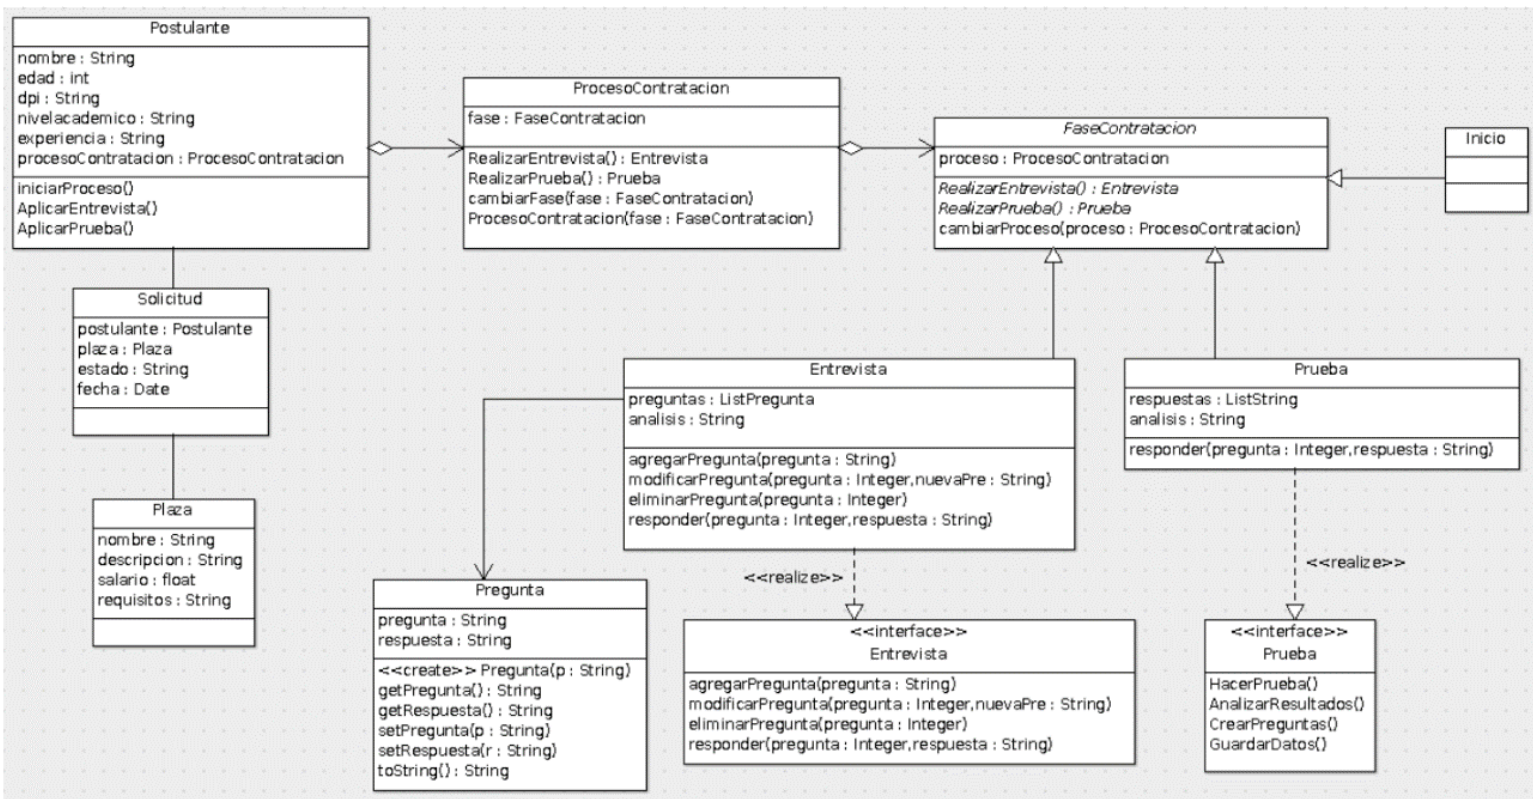 Postulante
nombre : String
edad : int
dpi : String
nivelacademico : String
experiencia : String
procesoContratacion : ProcesoContratacion
iniciarProceso()
AplicarEntrevista()
AplicarPrueba()
ProcesoContratacion
fase : FaseContratacion
RealizarEntrevista() : Entrevista
RealizarPrueba() : Prueba
cambiarFase(fase : FaseContratacion)
ProcesoContratacion(fase : FaseContratacion)
FaseContratacion
proceso : ProcesoContratacion
RealizarEntrevista() : Entrevista
RealizarPrueba() : Prueba
cambiarProceso(proceso : ProcesoContratacion)
Inicio
Solicitud
postulante : Postulante
plaza : Plaza
estado : String
fecha : Date
Plaza
nombre : String
descripcion : String
salario : float
requisitos : String
Entrevista
preguntas : ListPregunta
analisis : String
agregarPregunta(pregunta : String)
modificarPregunta(pregunta : Integer,nuevaPre : String)
eliminarPregunta(pregunta : Integer)
responder(pregunta : Integer,respuesta : String)
Prueba
respuestas : ListString
analisis : String
responder(pregunta : Integer,respuesta : String)
<<realize>>
<<realize>>
Pregunta
pregunta : String
respuesta : String
<<create>> Pregunta(p : String)
getPregunta() : String
getRespuesta() : String
setPregunta(p : String)
setRespuesta(r : String)
toString() : String
<<interface>>
Entrevista
agregarPregunta(pregunta : String)
modificarPregunta(pregunta : Integer,nuevaPre : String)
eliminarPregunta(pregunta : Integer)
responder(pregunta : Integer,respuesta : String)
<<interface>>
Prueba
HacerPrueba()
AnalizarResultados()
CrearPreguntas()
GuardarDatos()